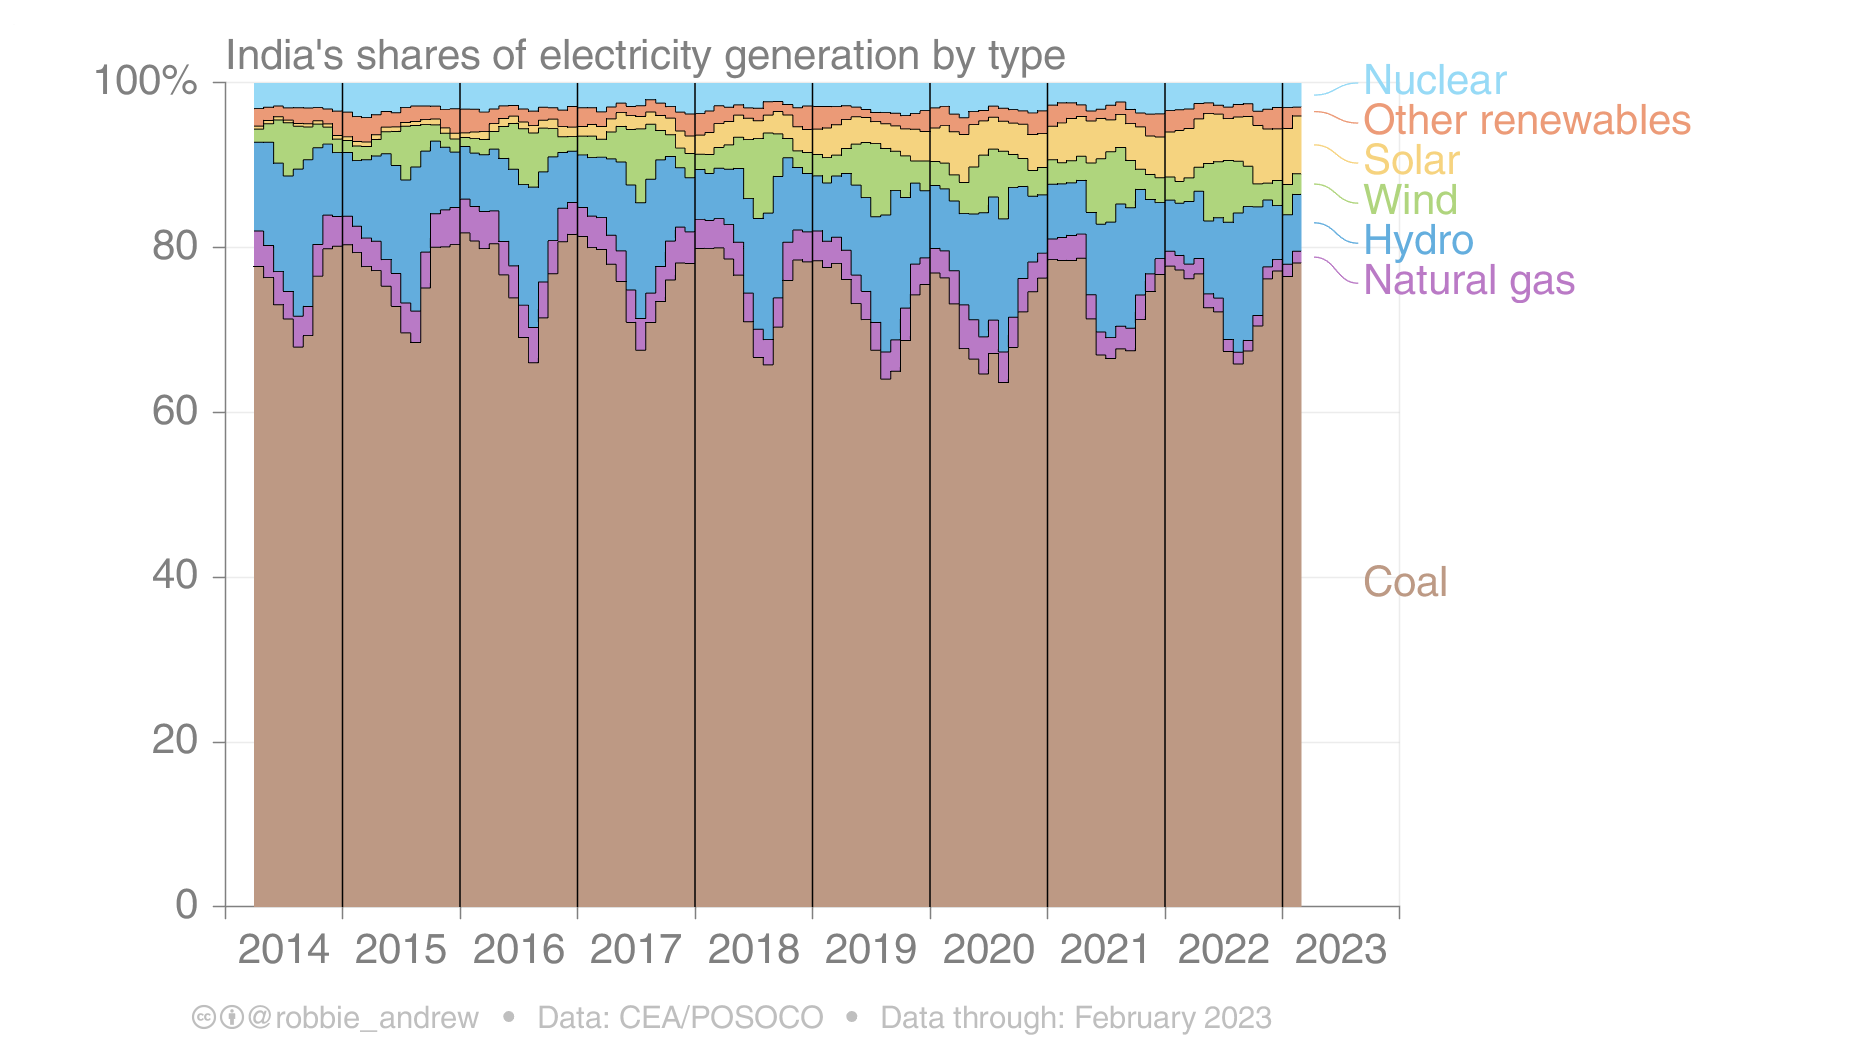 India's shares of electricity generation by type
100%
80
60
40
20
0
Nuclear
Other renewables
Solar
Wind
Hydro
Natural gas
Coal
2014 2015 2016 2017 2018 2019 2020 2021 2022 2023
cc @robbie_andrew • Data: CEA/POSOCO • Data through: February 2023